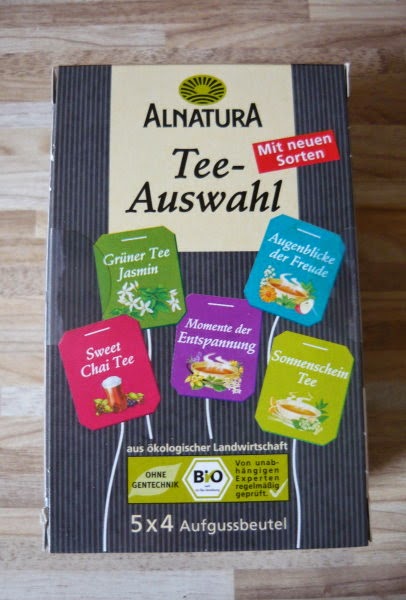 ALNATURA
Tee-
Auswahl
Mit neuen
Sorten
Grüner Tee
Jasmin
Augenblicke
der Freude
Sweet
Chai Tee
Momente der
Entspannung
Sonnenschein
Tee
aus ökologischer Landwirtschaft
OHNE
GENTECHNIK
BiO
Von unab-
hängigen
Experten
regelmäßig
geprüft.
5x4 Aufgussbeutel